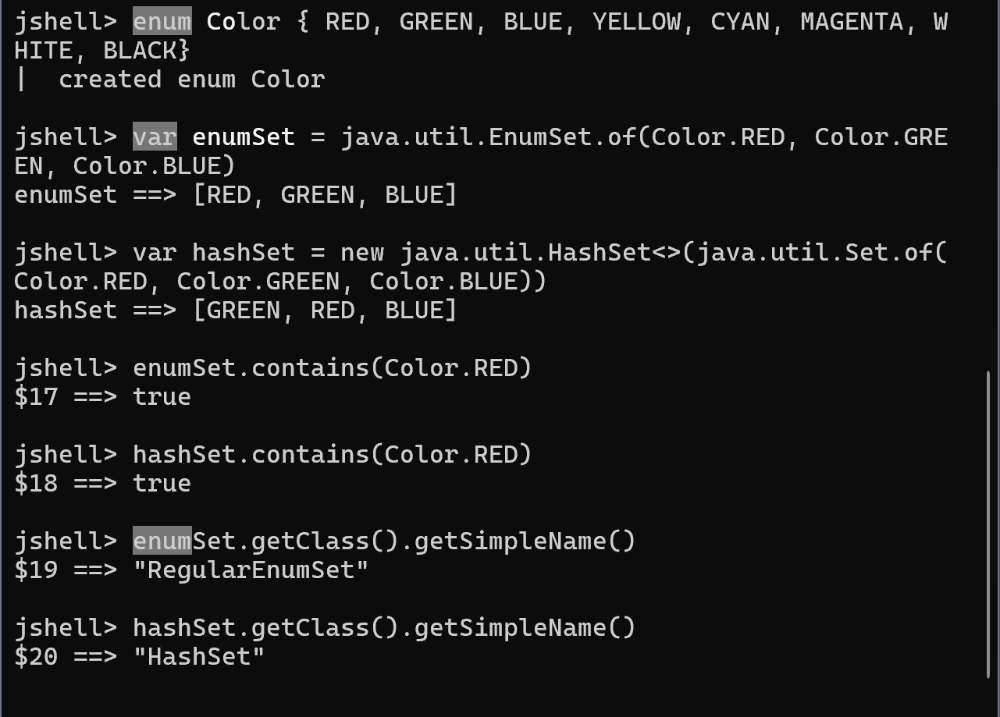 jshell> enum Color { RED, GREEN, BLUE, YELLOW, CYAN, MAGENTA, W
HITE, BLACK}
|  created enum Color

jshell> var enumSet = java.util.EnumSet.of(Color.RED, Color.GRE
EN, Color.BLUE)
enumSet ==> [RED, GREEN, BLUE]

jshell> var hashSet = new java.util.HashSet<>(java.util.Set.of(
Color.RED, Color.GREEN, Color.BLUE))
hashSet ==> [GREEN, RED, BLUE]

jshell> enumSet.contains(Color.RED)
$17 ==> true

jshell> hashSet.contains(Color.RED)
$18 ==> true

jshell> enumSet.getClass().getSimpleName()
$19 ==> "RegularEnumSet"

jshell> hashSet.getClass().getSimpleName()
$20 ==> "HashSet"